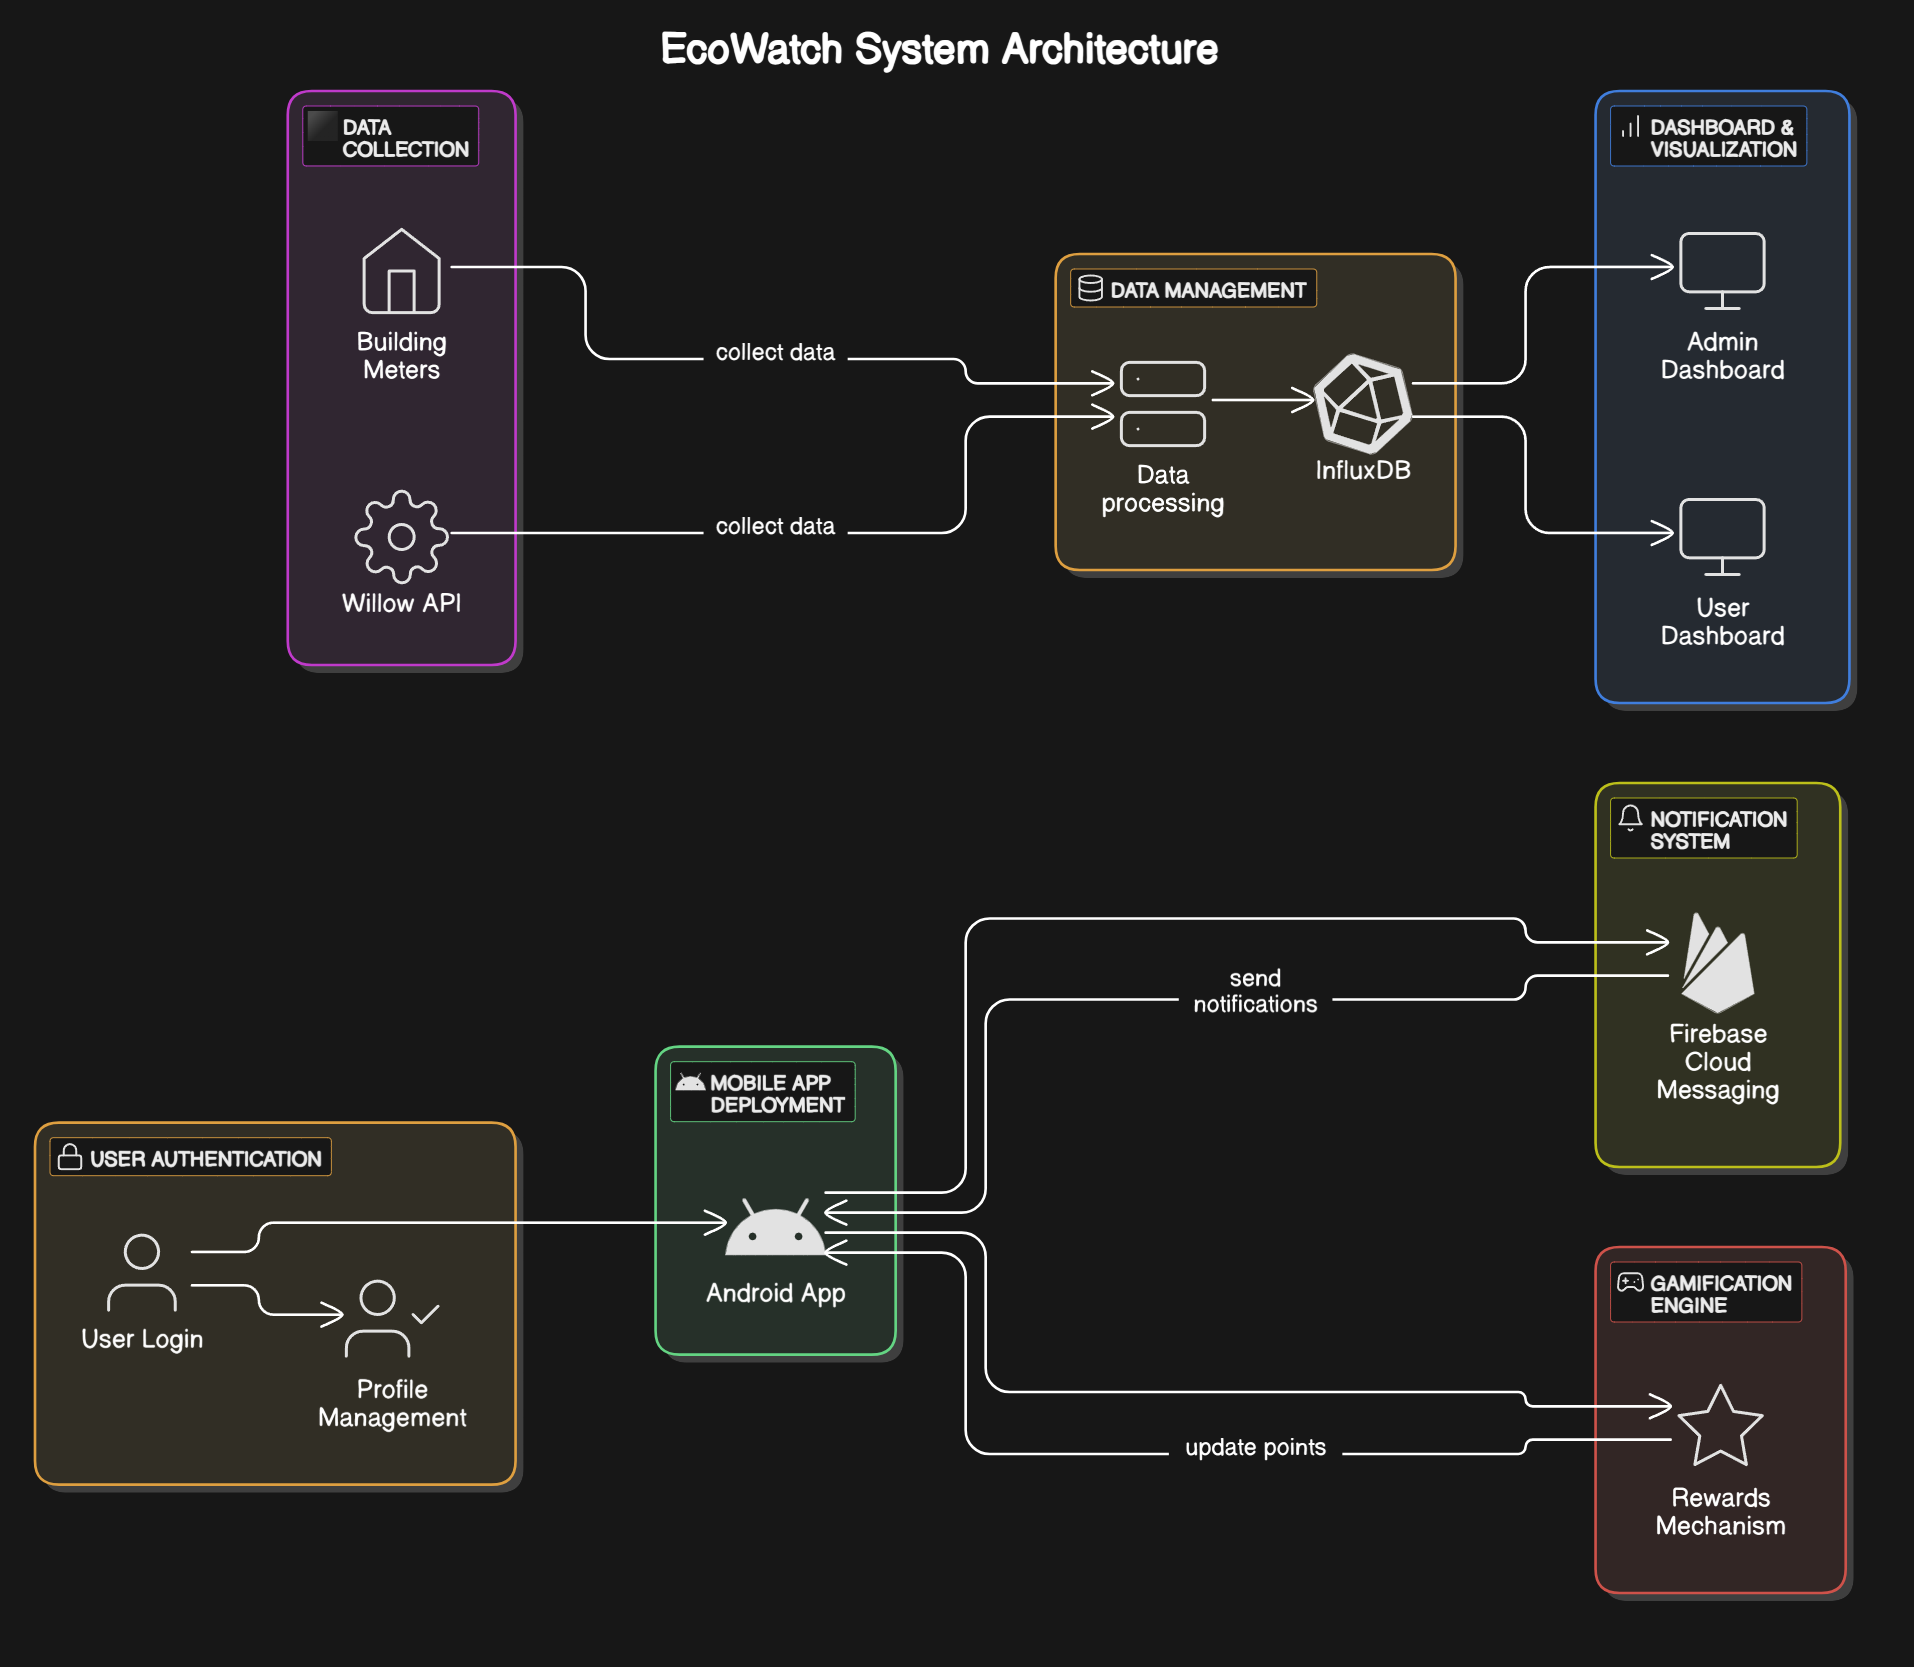 EcoWatch System Architecture
DATA
COLLECTION
Building
Meters
Willow API
collect data
collect data
DATA MANAGEMENT
Data
processing
InfluxDB
DASHBOARD &
VISUALIZATION
Admin
Dashboard
User
Dashboard
NOTIFICATION
SYSTEM
Firebase
Cloud
Messaging
send
notifications
MOBILE APP
DEPLOYMENT
Android App
USER AUTHENTICATION
User Login
Profile
Management
update points
GAMIFICATION
ENGINE
Rewards
Mechanism